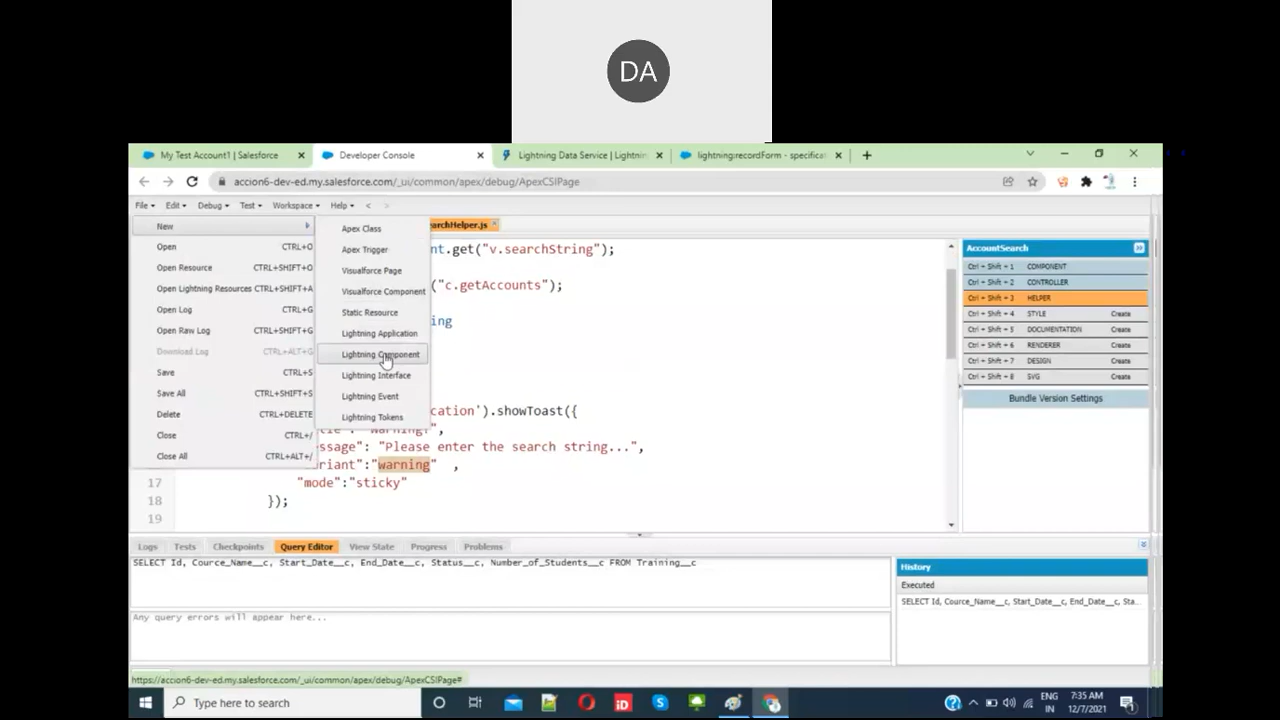 DA
My Test Account1 | Salesforce
Developer Console
Lightning Data Service | Lightnin
lightning:recordForm - specificat
accion6-dev-ed.my.salesforce.com/_ui/common/apex/debug/ApexCSIPage
File Edit Debug Test Workspace Help < >
New
Open CTRL+O
Open Resource CTRL+SHIFT+O
Open Lightning Resources CTRL+SHIFT+A
Open Log CTRL+G
Open Raw Log CTRL+SHIFT+G
Download Log CTRL+ALT+G
Save CTRL+S
Save All CTRL+SHIFT+S
Delete CTRL+DELETE
Close CTRL+/
Close All CTRL+ALT+/
Apex Class
Apex Trigger
Visualforce Page
Visualforce Component
Static Resource
Lightning Application
Lightning Component
Lightning Interface
Lightning Event
Lightning Tokens
earchHelper.js
nt.get("v.searchString");
("c.getAccounts");
ing
cation').showToast({
"warning!",
essage": "Please enter the search string...",
riant":"warning" ,
17 "mode":"sticky"
18 });
19
AccountSearch
Ctrl + Shift + 1 COMPONENT
Ctrl + Shift + 2 CONTROLLER
Ctrl + Shift + 3 HELPER
Ctrl + Shift + 4 STYLE Create
Ctrl + Shift + 5 DOCUMENTATION Create
Ctrl + Shift + 6 RENDERER Create
Ctrl + Shift + 7 DESIGN Create
Ctrl + Shift + 8 SVG Create
Bundle Version Settings
Logs Tests Checkpoints Query Editor View State Progress Problems
SELECT Id, Cource_Name__c, Start_Date__c, End_Date__c, Status__c, Number_of_Students__c FROM Training__c
Any query errors will appear here...
History
Executed
SELECT Id, Cource_Name__c, Start_Date__c, End_Date__c, Sta...
https://accion6-dev-ed.my.salesforce.com/_ui/common/apex/debug/ApexCSIPage#
Type here to search
ENG
IN
7:35 AM
12/7/2021